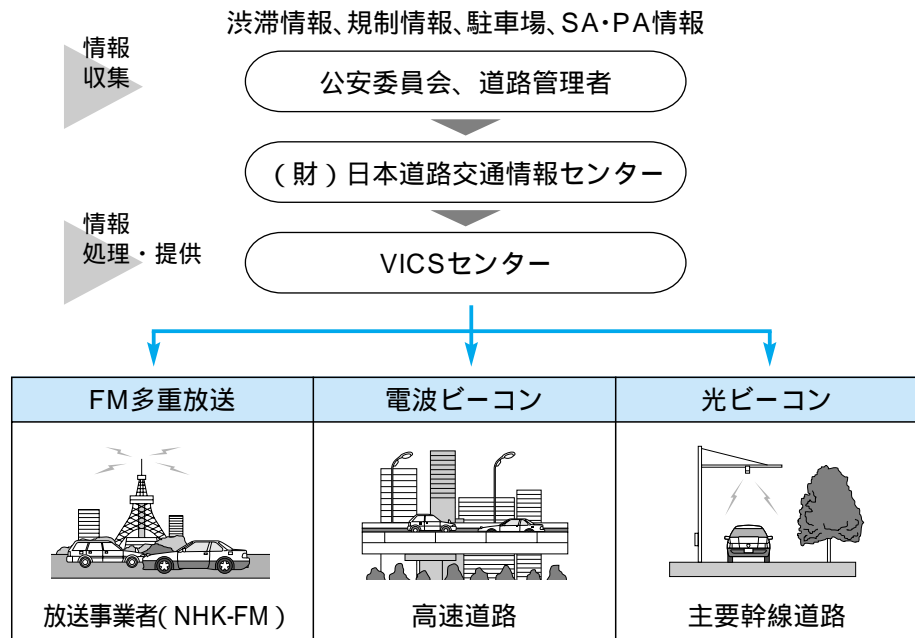 渋滞情報、規制情報、駐車場、SA・PA情報
情報
収集
公安委員会、道路管理者
（財）日本道路交通情報センター
情報
処理・提供
VICSセンター
FM多重放送
電波ビーコン
光ビーコン
放送事業者（NHK-FM）
高速道路
主要幹線道路